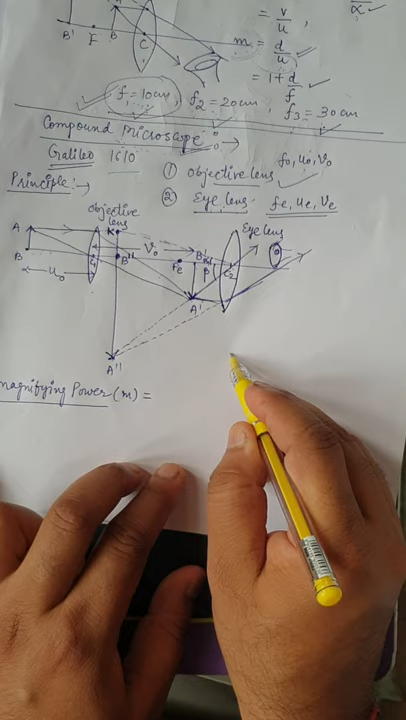 = v/u ,
α
B' F B C
m = d/u
= 1 + d/f
f = 10cm, f2 = 20cm, f3 = 30cm
Compound Microscope:
Galileo 1610
① Objective lens fo, uo, vo
Principle:→
② Eye lens: fe, ue, ve
Objective lens
Eye lens
A K Vo
B C1 B'' Fe B' β C2
uo
A'
A''
magnifying Power (m) =